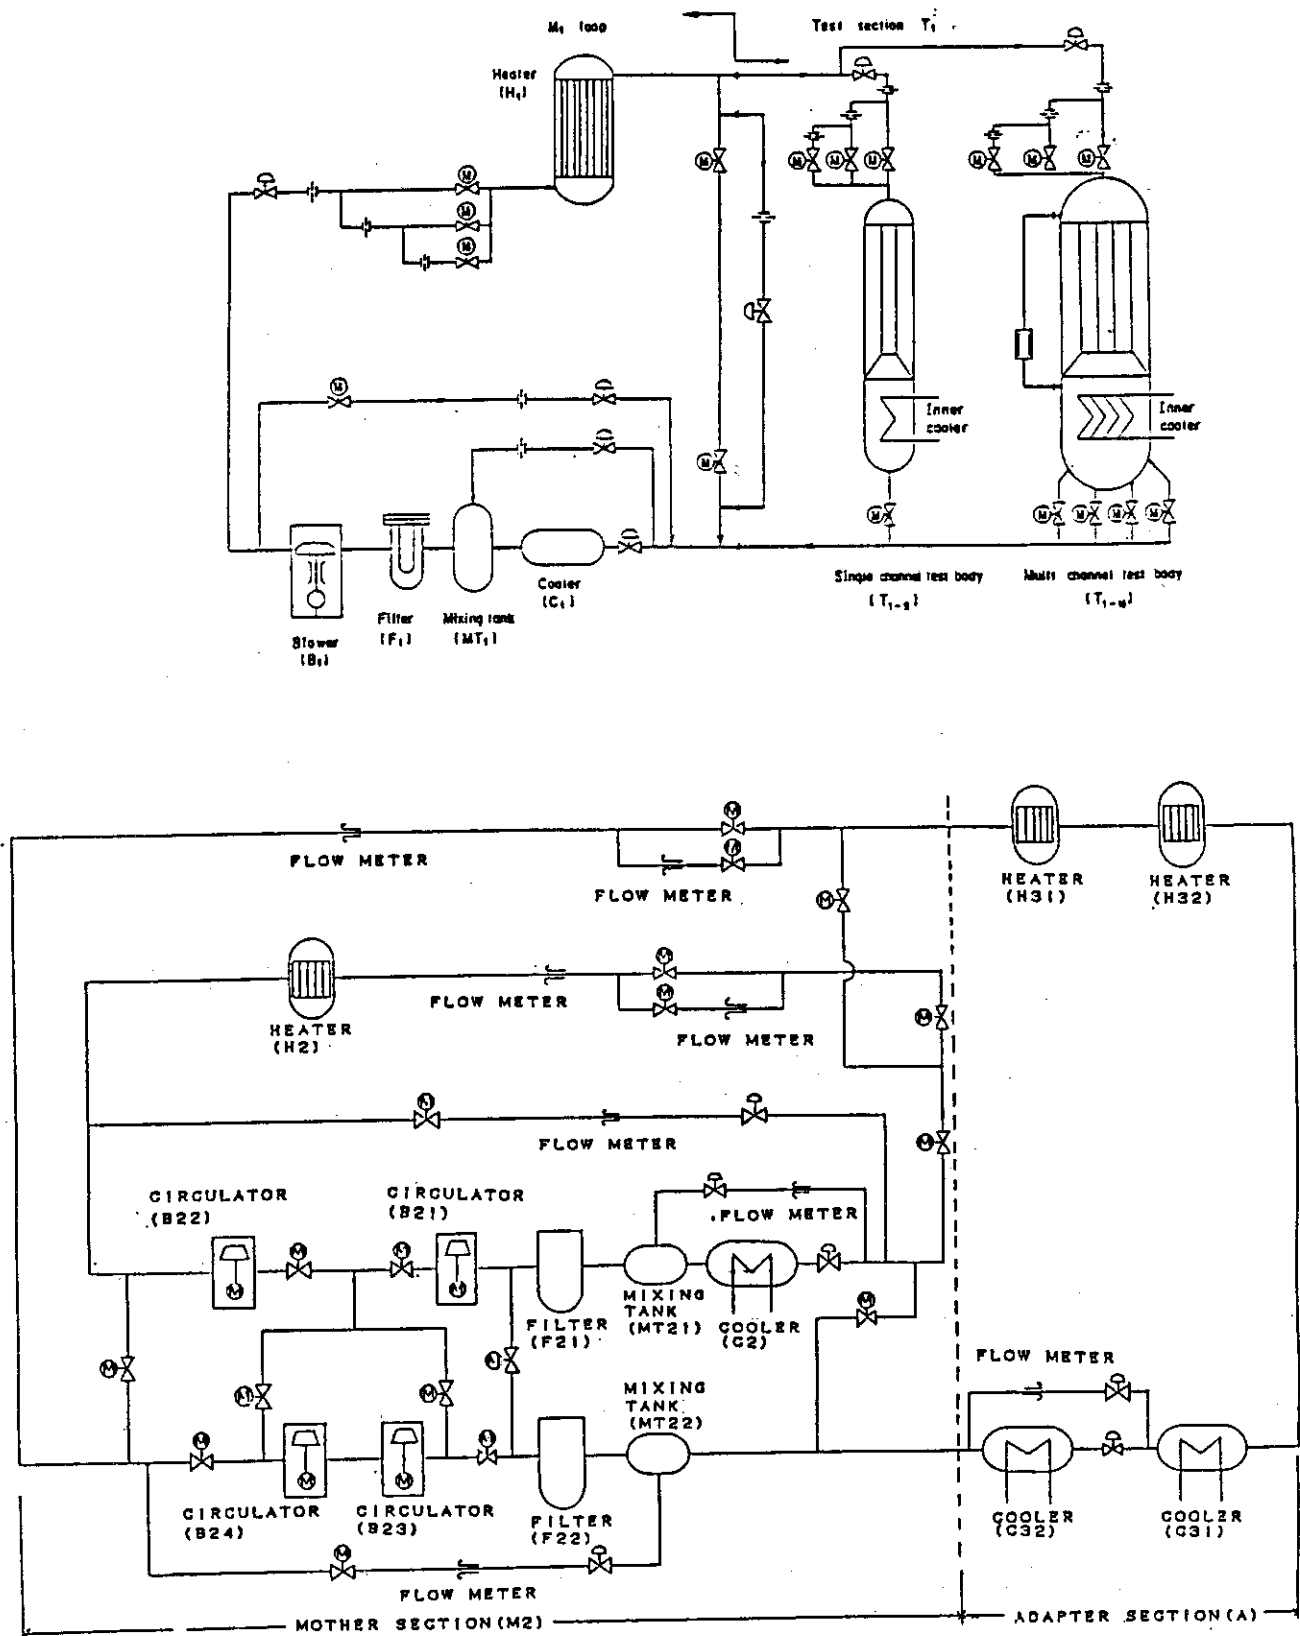 M₁ loop
Test section T₁
Heater
(H₁)
M
M
M
M
M
M
M
M
M
M
M
M
M
Inner
cooler
Inner
cooler
M
M
M
M
M
Cooler
(C₁)
Single channel test body
(T₁₋ₛ)
Multi channel test body
(T₁₋ₘ)
Blower
(B₁)
Filter
(F₁)
Mixing tank
(MT₁)
M
M
FLOW METER
FLOW METER
HEATER
(H31)
HEATER
(H32)
M
M
M
HEATER
(H2)
FLOW METER
FLOW METER
M
M
FLOW METER
M
CIRCULATOR
(B22)
CIRCULATOR
(B21)
FLOW METER
M
M
M
M
FILTER
(F21)
MIXING
TANK
(MT21)
COOLER
(C2)
M
M
M
M
M
MIXING
TANK
(MT22)
FLOW METER
M
M
M
M
CIRCULATOR
(B24)
CIRCULATOR
(B23)
FILTER
(F22)
COOLER
(C32)
COOLER
(C31)
M
FLOW METER
MOTHER SECTION(M2)
ADAPTER SECTION(A)